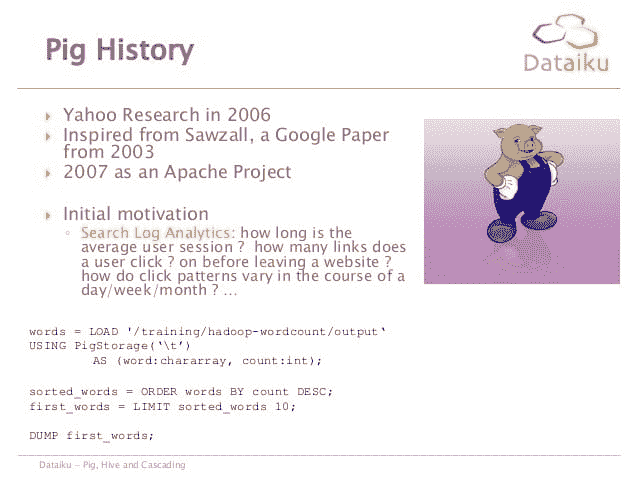 Pig History
Dataiku
Yahoo Research in 2006
Inspired from Sawzall, a Google Paper
from 2003
2007 as an Apache Project
Initial motivation
Search Log Analytics: how long is the
average user session ? how many links does
a user click ? on before leaving a website ?
how do click patterns vary in the course of a
day/week/month ? …
words = LOAD '/training/hadoop-wordcount/output‘
USING PigStorage(‘\t’)
AS (word:chararray, count:int);
sorted_words = ORDER words BY count DESC;
first_words = LIMIT sorted_words 10;
DUMP first_words;
Dataiku – Pig, Hive and Cascading